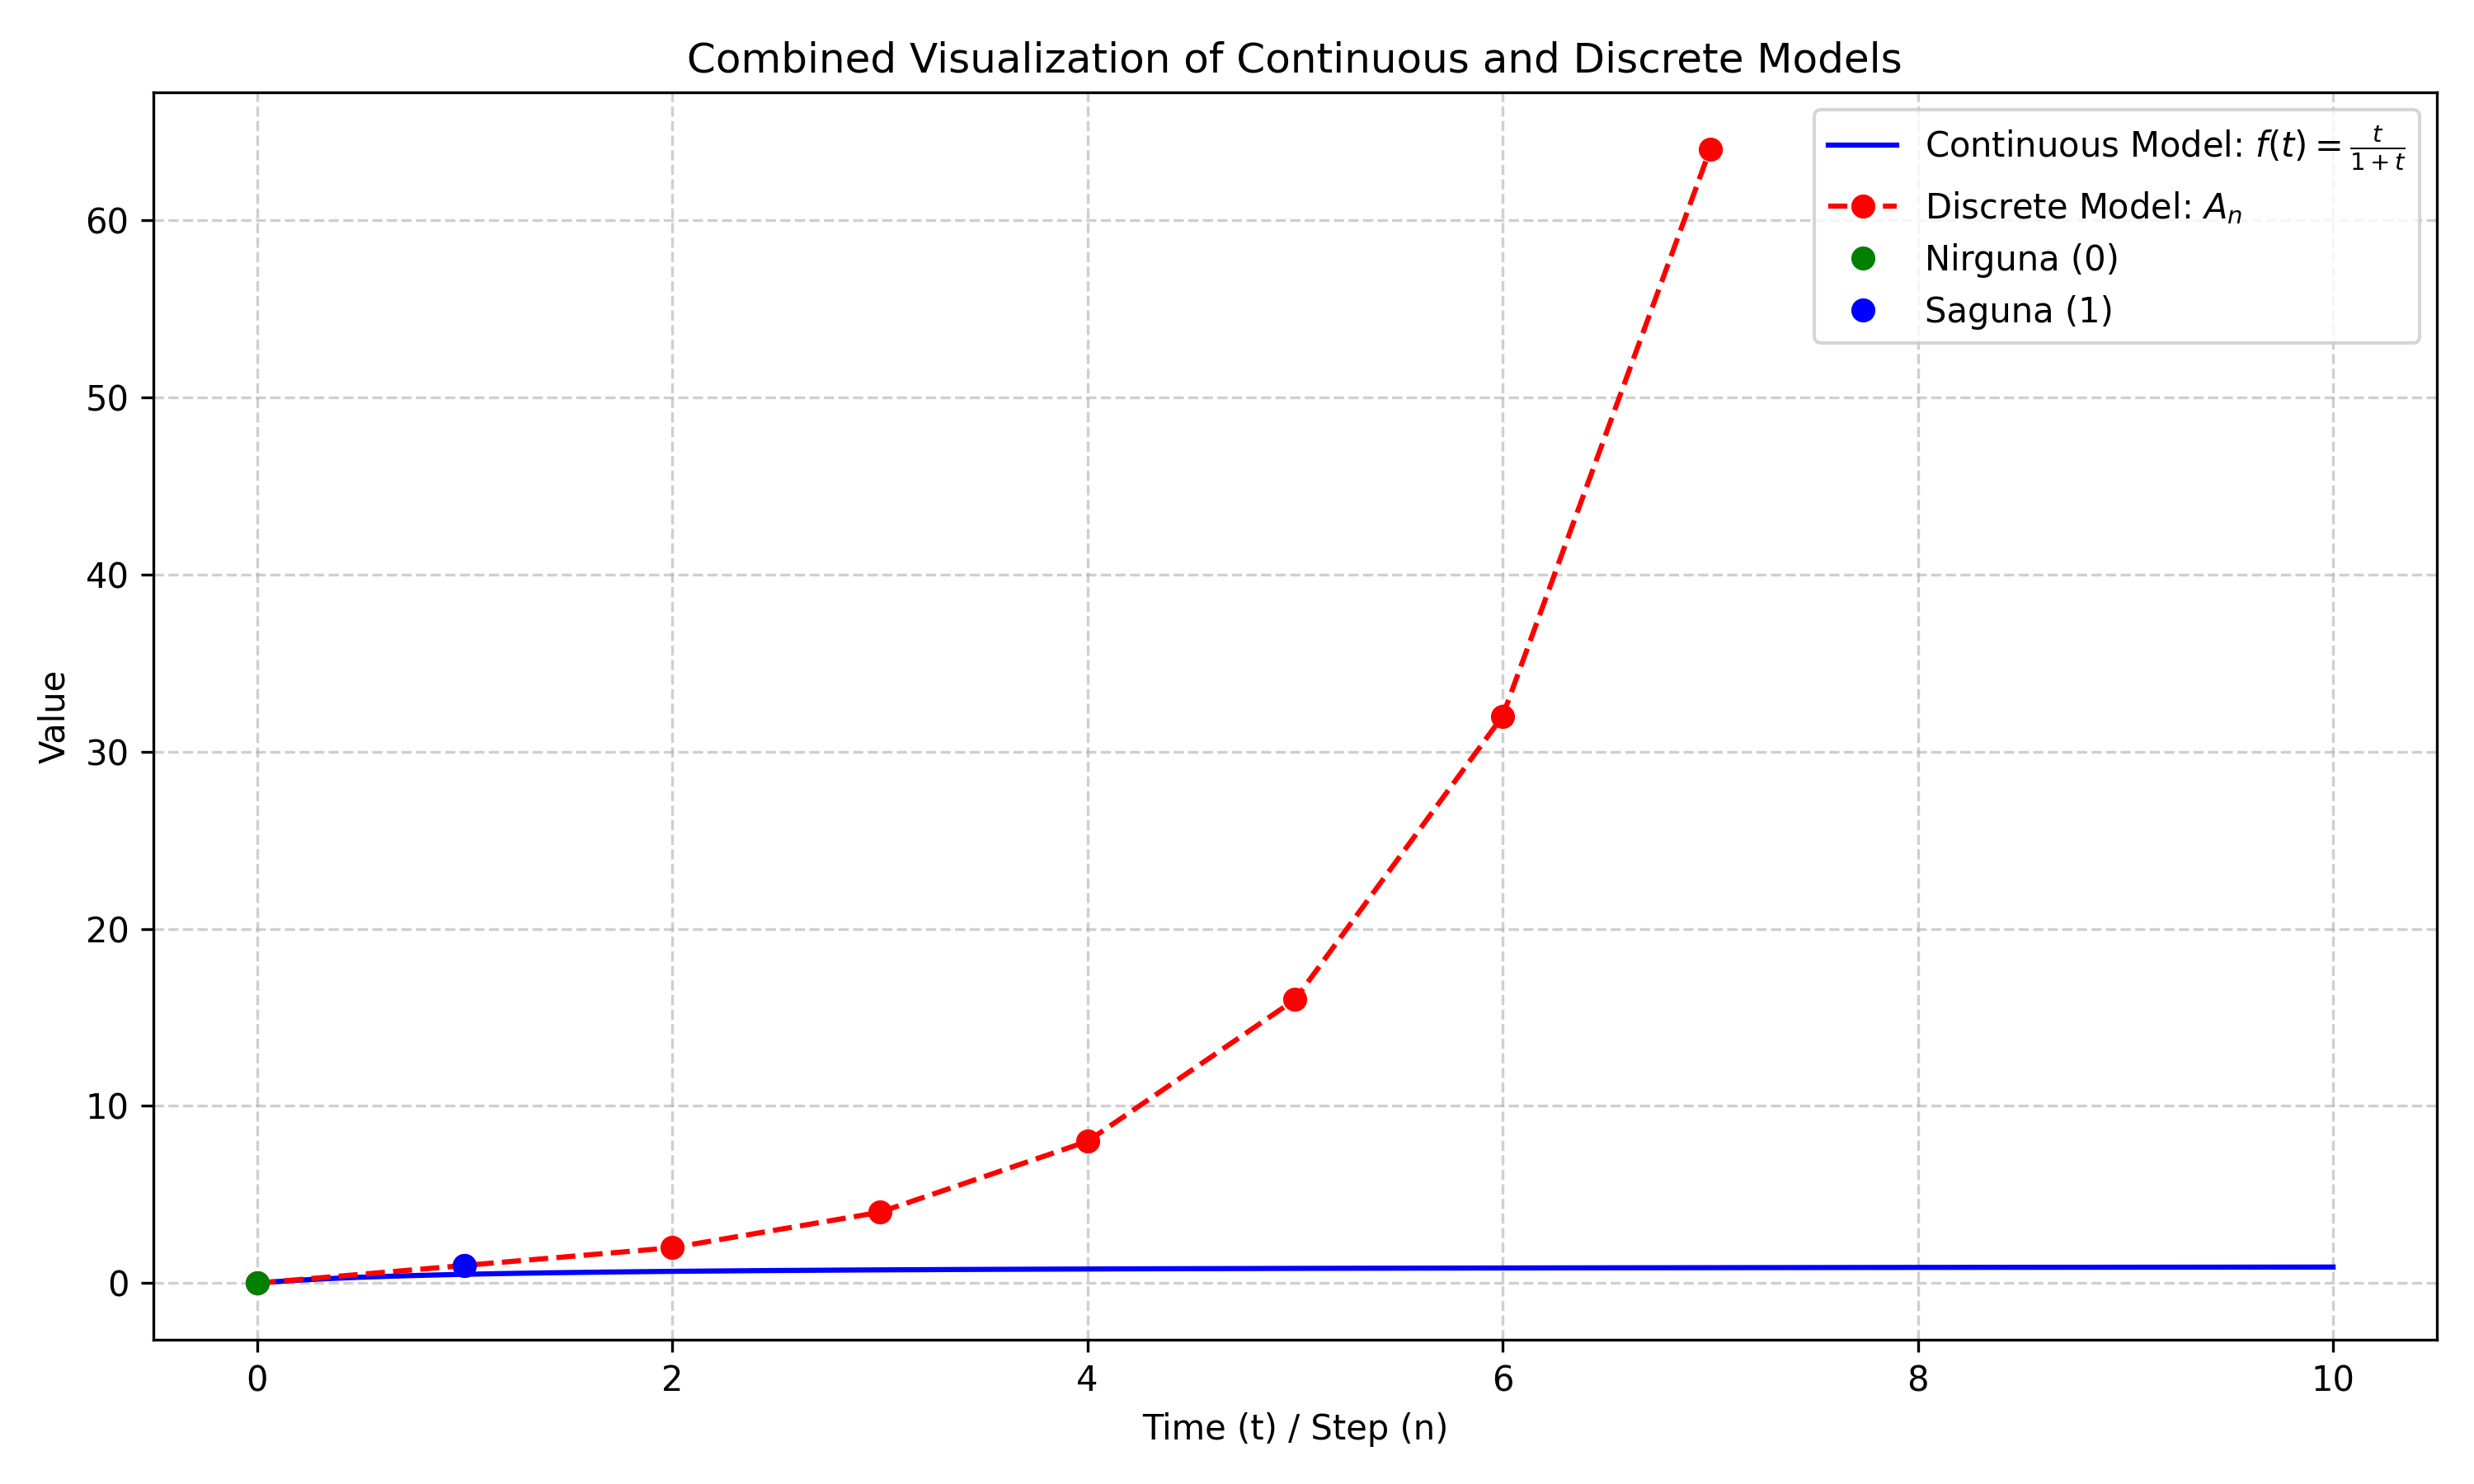 Combined Visualization of Continuous and Discrete Models
Continuous Model: f(t) = t/(1 + t)
Discrete Model: Aₙ
Nirguna (0)
Saguna (1)
Value
60
50
40
30
20
10
0
0 2 4 6 8 10
Time (t) / Step (n)